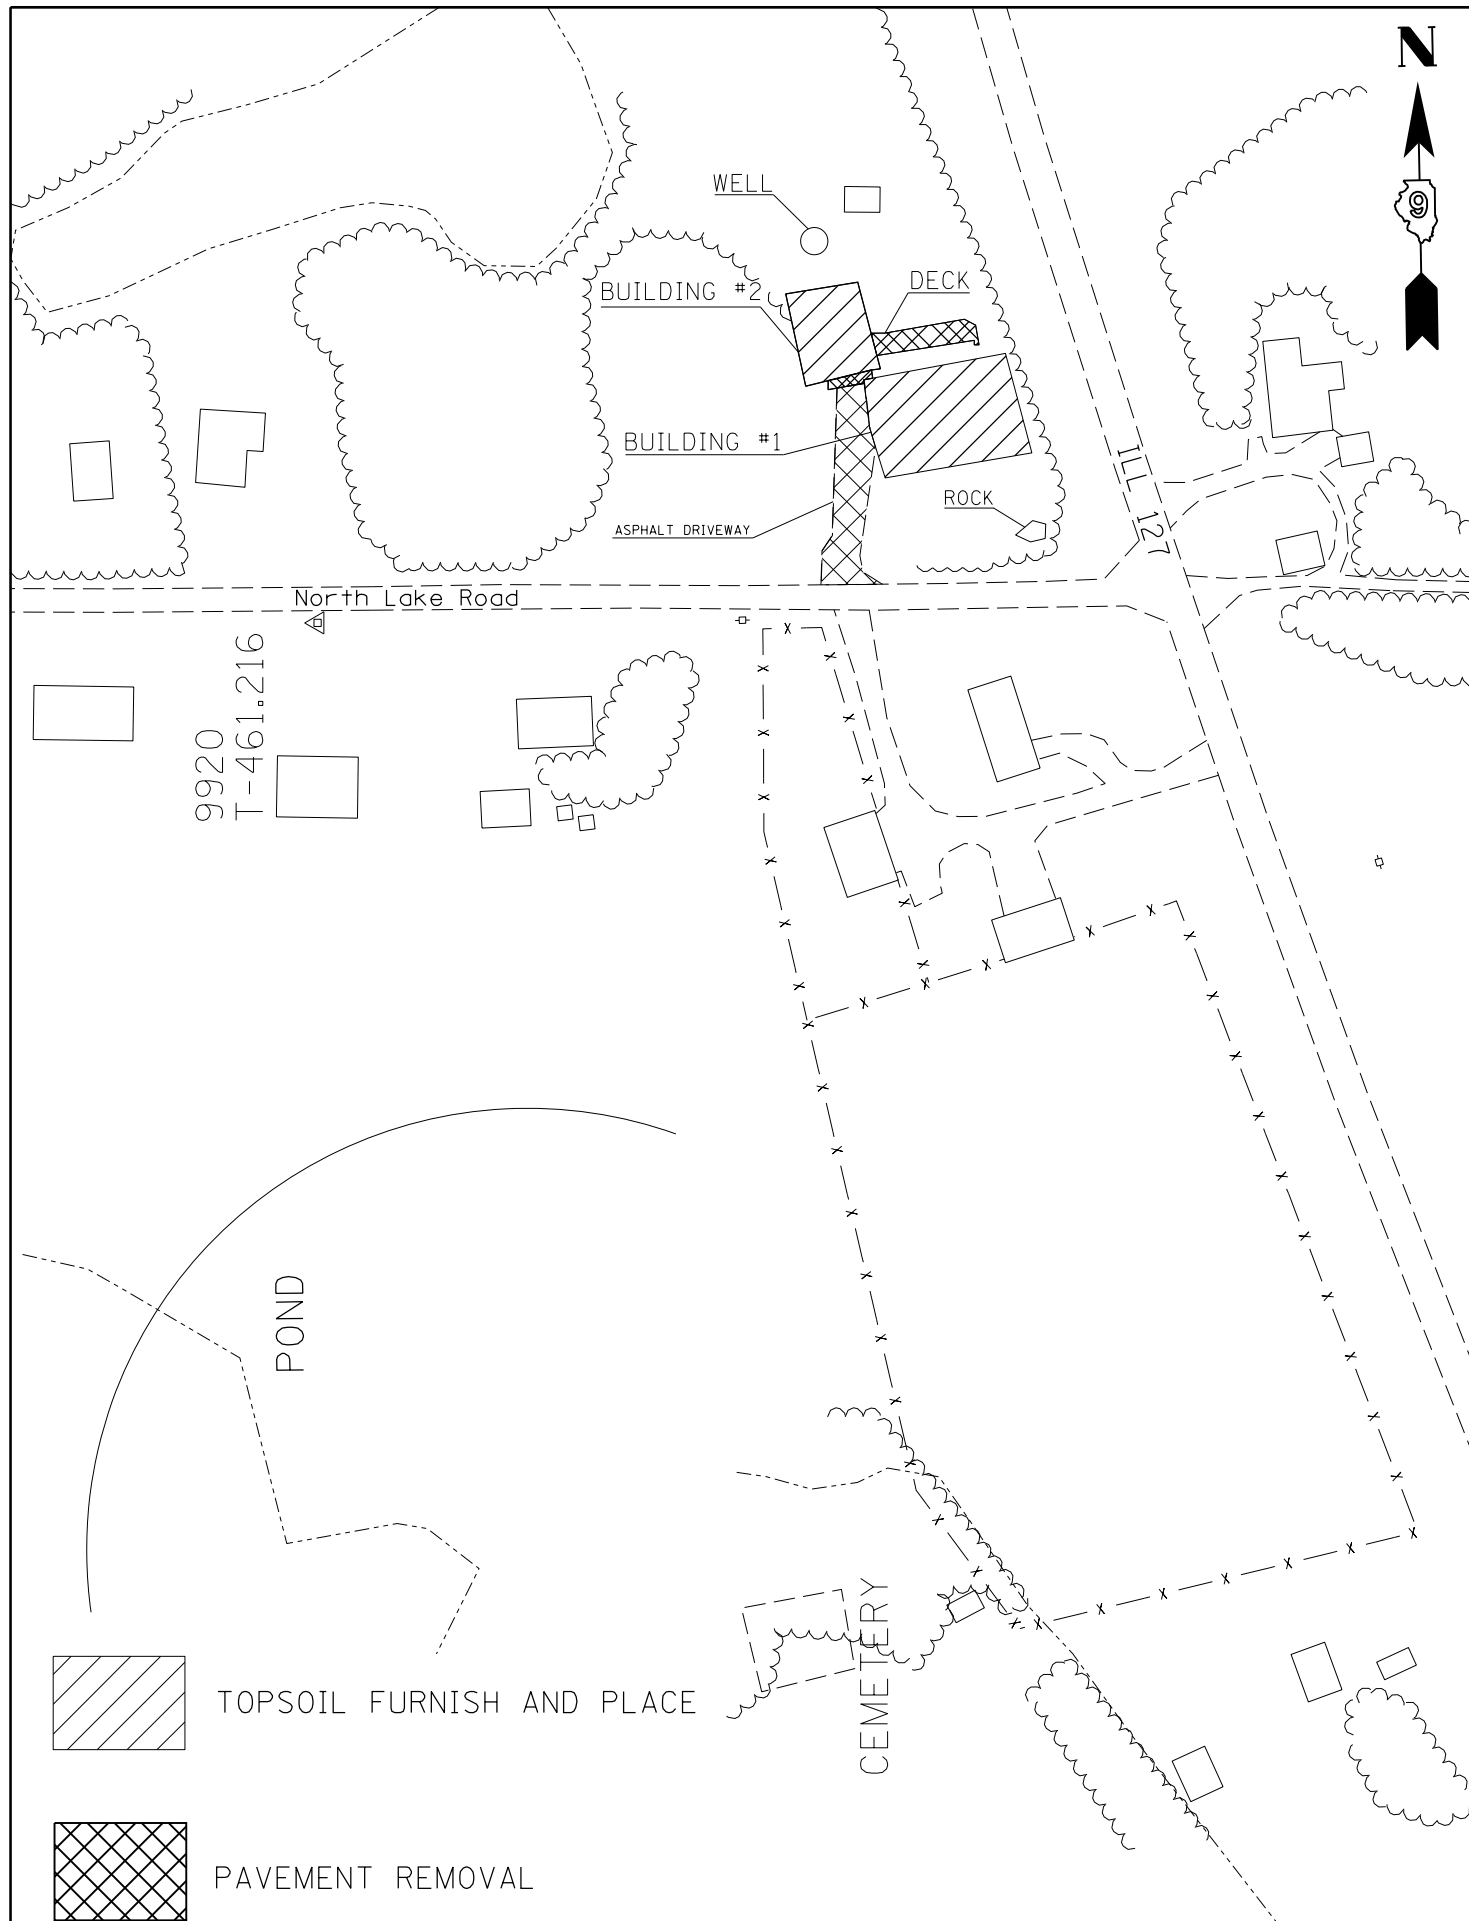 N
9
WELL
BUILDING #2
DECK
BUILDING #1
ILL 127
ROCK
ASPHALT DRIVEWAY
North Lake Road
9920
T-461.216
POND
CEMETERY
TOPSOIL FURNISH AND PLACE
PAVEMENT REMOVAL